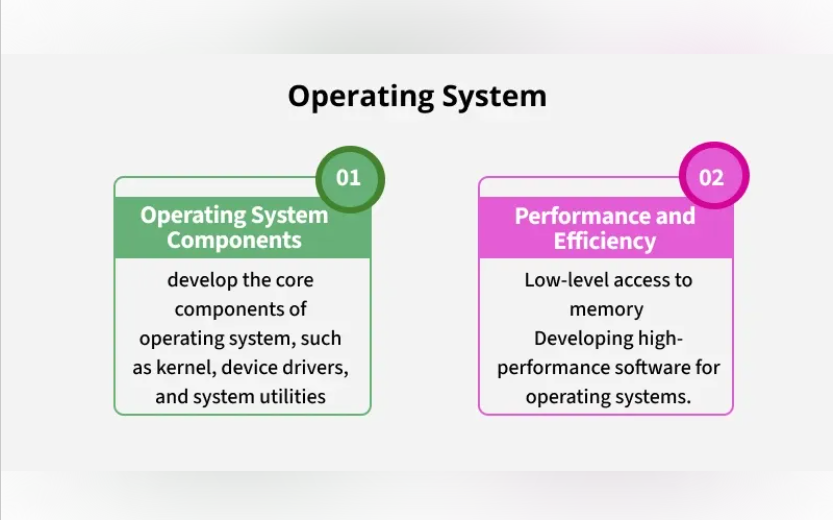 Operating System
01
Operating System
Components
develop the core
components of
operating system, such
as kernel, device drivers,
and system utilities
02
Performance and
Efficiency
Low-level access to
memory
Developing high-
performance software for
operating systems.